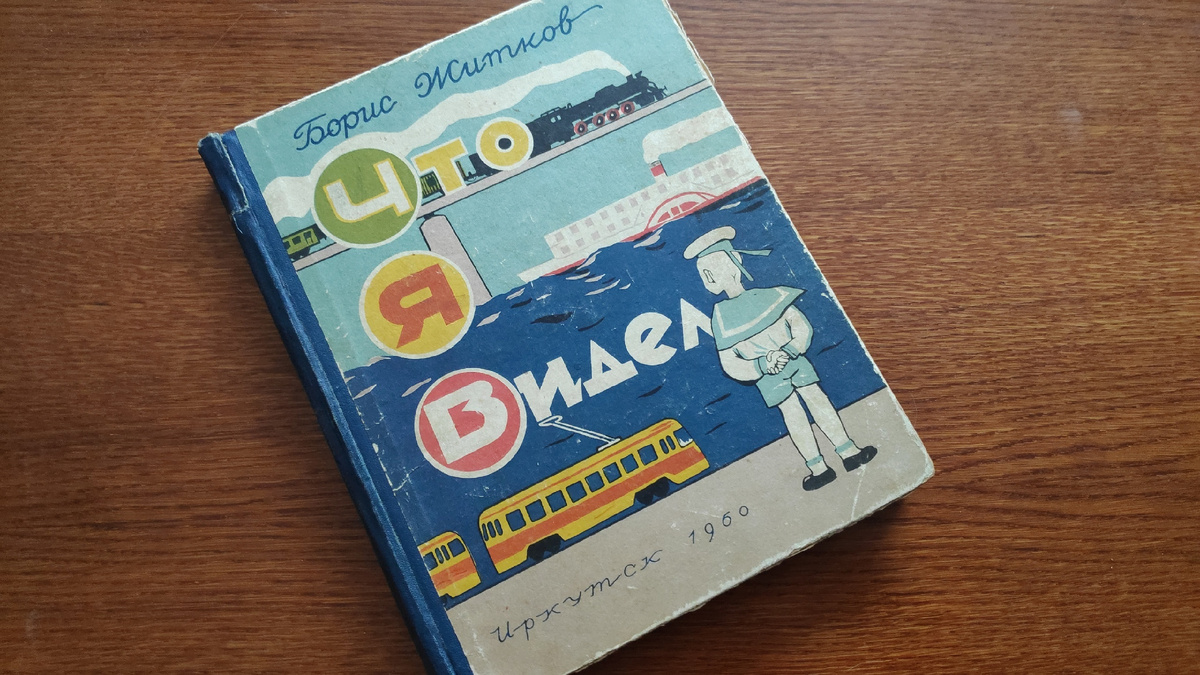 Борис Житков
Что
Я
Видел
Иркутск 1960